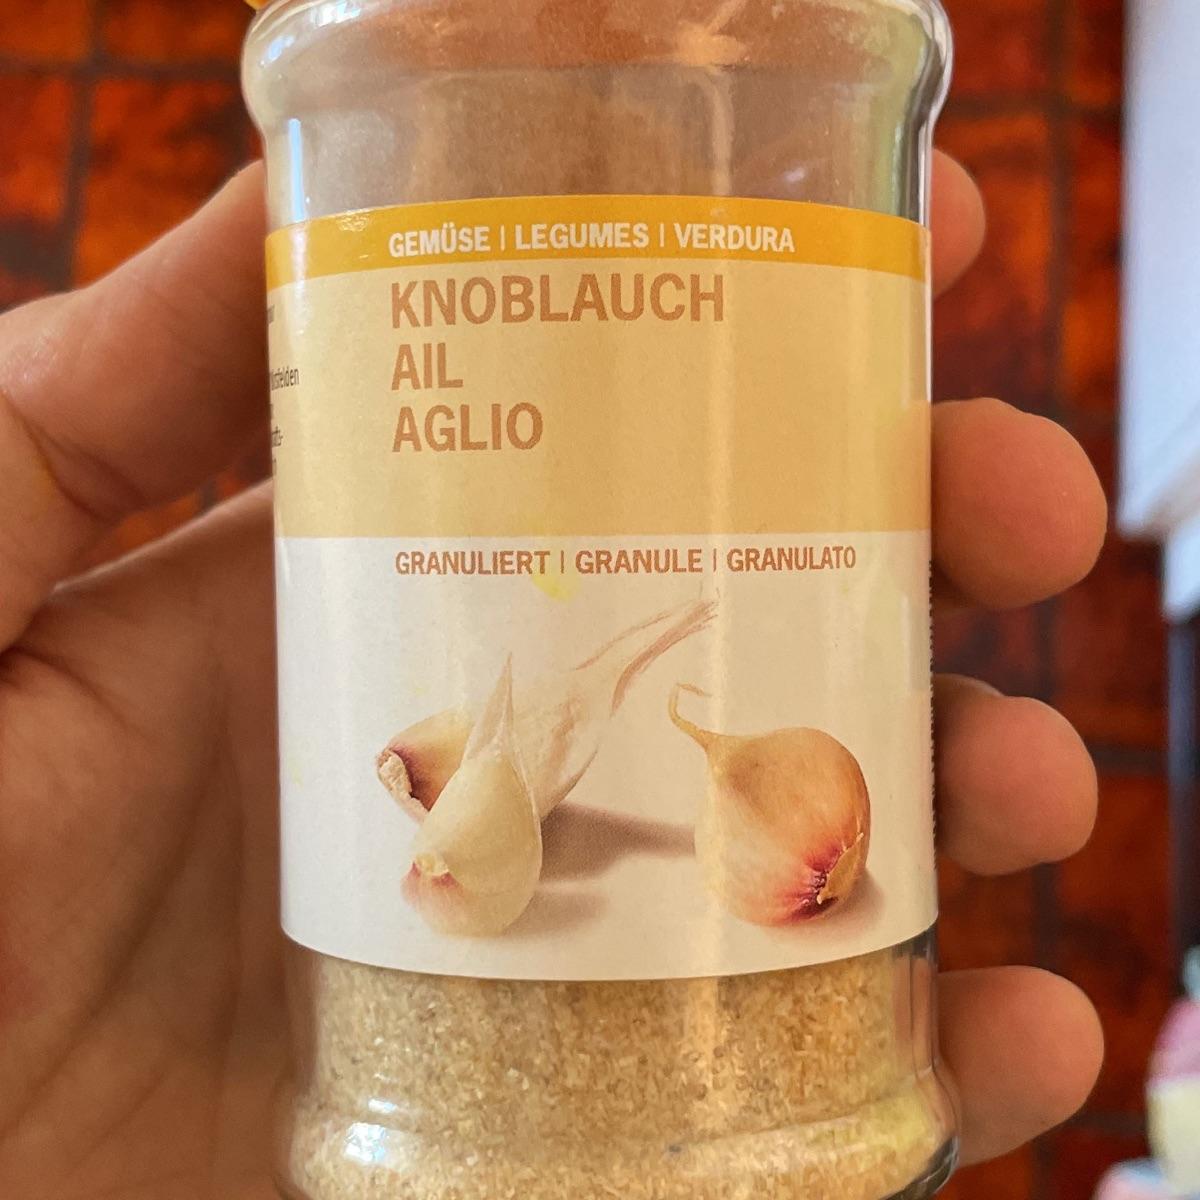 GEMÜSE | LEGUMES | VERDURA
KNOBLAUCH
AIL
AGLIO
GRANULIERT | GRANULE | GRANULATO